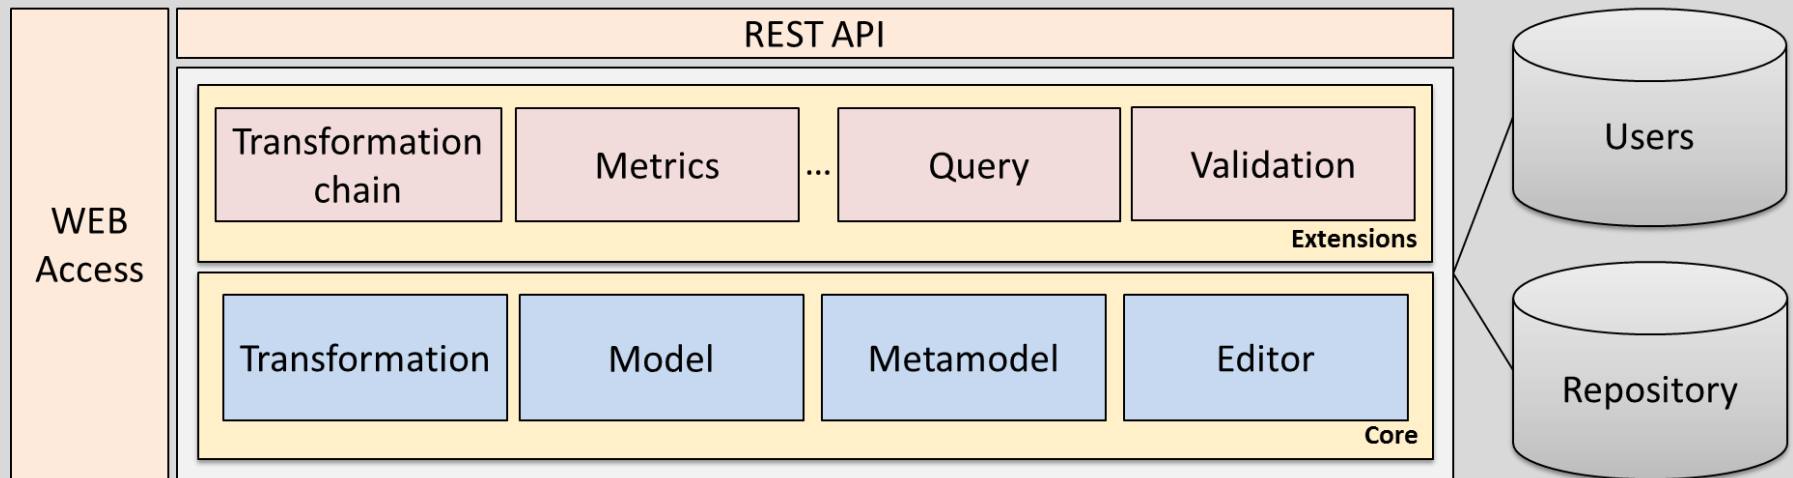 REST API
WEB
Access
Transformation
chain
Metrics
...
Query
Validation
Extensions
Transformation
Model
Metamodel
Editor
Core
Users
Repository